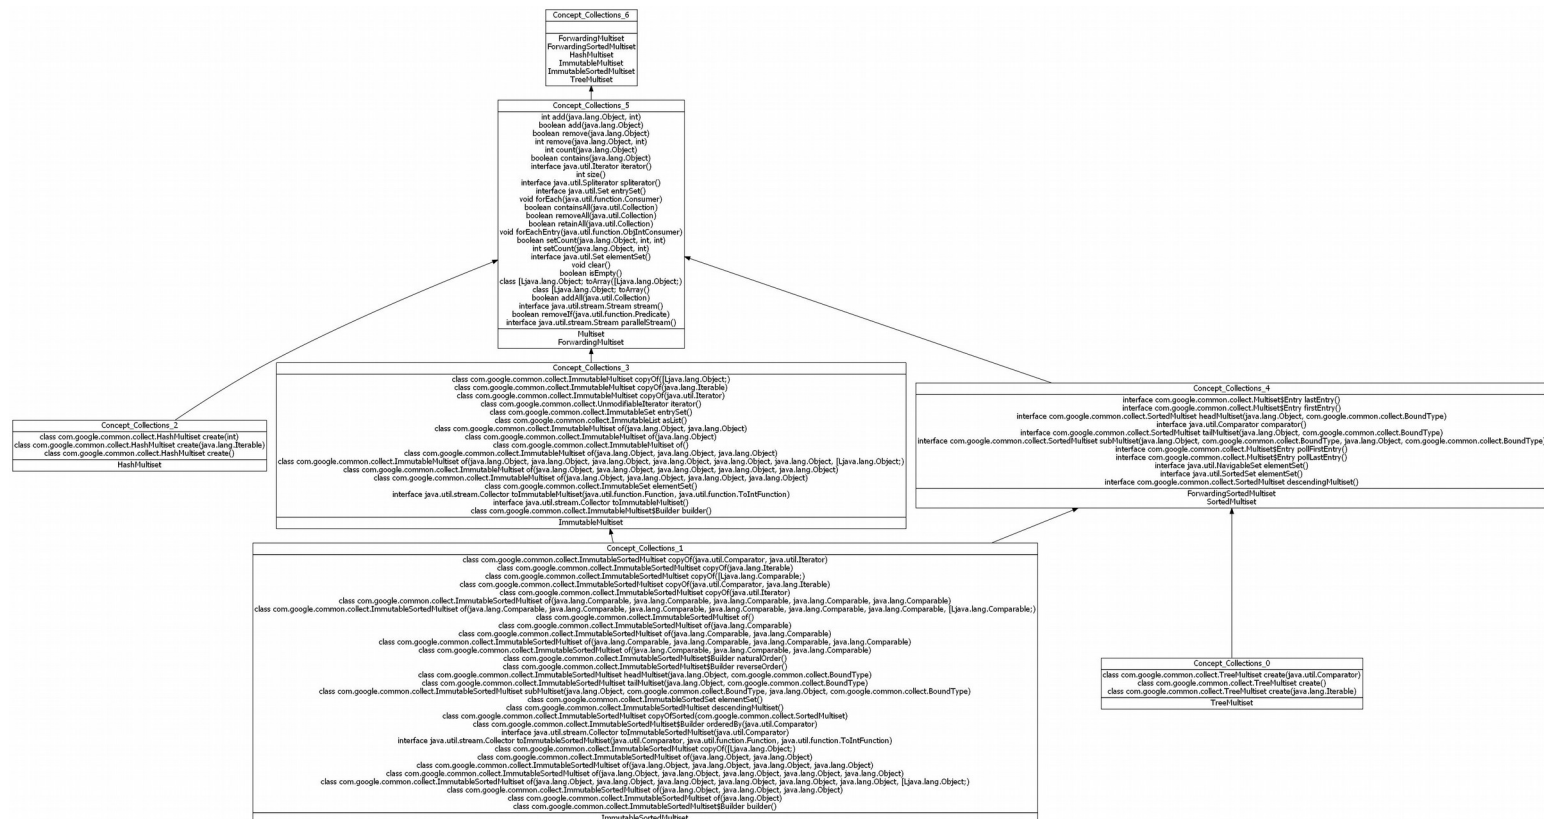 Concept_Collections_6
ForwardingMultiset
ForwardingSortedMultiset
HashMultiset
ImmutableMultiset
ImmutableSortedMultiset
TreeMultiset
Concept_Collections_5
int add(java.lang.Object, int)
boolean add(java.lang.Object)
boolean remove(java.lang.Object)
int remove(java.lang.Object, int)
int count(java.lang.Object)
boolean contains(java.lang.Object)
interface java.util.Iterator iterator()
int size()
interface java.util.Spliterator spliterator()
interface java.util.Set entrySet()
void forEach(java.util.function.Consumer)
boolean containsAll(java.util.Collection)
boolean removeAll(java.util.Collection)
boolean retainAll(java.util.Collection)
void forEachEntry(java.util.function.ObjIntConsumer)
boolean setCount(java.lang.Object, int, int)
int setCount(java.lang.Object, int)
interface java.util.Set elementSet()
void clear()
boolean isEmpty()
class [Ljava.lang.Object; toArray([Ljava.lang.Object;)
class [Ljava.lang.Object; toArray()
boolean addAll(java.util.Collection)
interface java.util.stream.Stream stream()
boolean removeIf(java.util.function.Predicate)
interface java.util.stream.Stream parallelStream()
Multiset
ForwardingMultiset
Concept_Collections_2
class com.google.common.collect.HashMultiset create(int)
class com.google.common.collect.HashMultiset create(java.lang.Iterable)
class com.google.common.collect.HashMultiset create()
HashMultiset
Concept_Collections_3
class com.google.common.collect.ImmutableMultiset copyOf([Ljava.lang.Object;)
class com.google.common.collect.ImmutableMultiset copyOf(java.lang.Iterable)
class com.google.common.collect.ImmutableMultiset copyOf(java.util.Iterator)
class com.google.common.collect.UnmodifiableIterator iterator()
class com.google.common.collect.ImmutableSet entrySet()
class com.google.common.collect.ImmutableList asList()
class com.google.common.collect.ImmutableMultiset of(java.lang.Object, java.lang.Object)
class com.google.common.collect.ImmutableMultiset of(java.lang.Object)
class com.google.common.collect.ImmutableMultiset of()
class com.google.common.collect.ImmutableMultiset of(java.lang.Object, java.lang.Object, java.lang.Object)
class com.google.common.collect.ImmutableMultiset of(java.lang.Object, java.lang.Object, java.lang.Object, java.lang.Object, java.lang.Object, java.lang.Object, [Ljava.lang.Object;)
class com.google.common.collect.ImmutableMultiset of(java.lang.Object, java.lang.Object, java.lang.Object, java.lang.Object, java.lang.Object)
class com.google.common.collect.ImmutableMultiset of(java.lang.Object, java.lang.Object, java.lang.Object, java.lang.Object)
class com.google.common.collect.ImmutableSet elementSet()
interface java.util.stream.Collector toImmutableMultiset(java.util.function.Function, java.util.function.ToIntFunction)
interface java.util.stream.Collector toImmutableMultiset()
class com.google.common.collect.ImmutableMultiset$Builder builder()
ImmutableMultiset
Concept_Collections_4
interface com.google.common.collect.Multiset$Entry lastEntry()
interface com.google.common.collect.Multiset$Entry firstEntry()
interface com.google.common.collect.SortedMultiset headMultiset(java.lang.Object, com.google.common.collect.BoundType)
interface java.util.Comparator comparator()
interface com.google.common.collect.SortedMultiset tailMultiset(java.lang.Object, com.google.common.collect.BoundType)
interface com.google.common.collect.SortedMultiset subMultiset(java.lang.Object, com.google.common.collect.BoundType, java.lang.Object, com.google.common.collect.BoundType)
interface com.google.common.collect.Multiset$Entry pollFirstEntry()
interface com.google.common.collect.Multiset$Entry pollLastEntry()
interface java.util.NavigableSet elementSet()
interface java.util.SortedSet elementSet()
interface com.google.common.collect.SortedMultiset descendingMultiset()
ForwardingSortedMultiset
SortedMultiset
Concept_Collections_1
class com.google.common.collect.ImmutableSortedMultiset copyOf(java.util.Comparator, java.util.Iterator)
class com.google.common.collect.ImmutableSortedMultiset copyOf(java.lang.Iterable)
class com.google.common.collect.ImmutableSortedMultiset copyOf([Ljava.lang.Comparable;)
class com.google.common.collect.ImmutableSortedMultiset copyOf(java.util.Comparator, java.lang.Iterable)
class com.google.common.collect.ImmutableSortedMultiset copyOf(java.util.Iterator)
class com.google.common.collect.ImmutableSortedMultiset of(java.lang.Comparable, java.lang.Comparable, java.lang.Comparable, java.lang.Comparable, java.lang.Comparable)
class com.google.common.collect.ImmutableSortedMultiset of(java.lang.Comparable, java.lang.Comparable, java.lang.Comparable, java.lang.Comparable, java.lang.Comparable, java.lang.Comparable, [Ljava.lang.Comparable;)
class com.google.common.collect.ImmutableSortedMultiset of()
class com.google.common.collect.ImmutableSortedMultiset of(java.lang.Comparable)
class com.google.common.collect.ImmutableSortedMultiset of(java.lang.Comparable, java.lang.Comparable)
class com.google.common.collect.ImmutableSortedMultiset of(java.lang.Comparable, java.lang.Comparable, java.lang.Comparable, java.lang.Comparable)
class com.google.common.collect.ImmutableSortedMultiset of(java.lang.Comparable, java.lang.Comparable, java.lang.Comparable)
class com.google.common.collect.ImmutableSortedMultiset$Builder naturalOrder()
class com.google.common.collect.ImmutableSortedMultiset$Builder reverseOrder()
class com.google.common.collect.ImmutableSortedMultiset headMultiset(java.lang.Object, com.google.common.collect.BoundType)
class com.google.common.collect.ImmutableSortedMultiset tailMultiset(java.lang.Object, com.google.common.collect.BoundType)
class com.google.common.collect.ImmutableSortedMultiset subMultiset(java.lang.Object, com.google.common.collect.BoundType, java.lang.Object, com.google.common.collect.BoundType)
class com.google.common.collect.ImmutableSortedSet elementSet()
class com.google.common.collect.ImmutableSortedMultiset descendingMultiset()
class com.google.common.collect.ImmutableSortedMultiset copyOfSorted(com.google.common.collect.SortedMultiset)
class com.google.common.collect.ImmutableSortedMultiset$Builder orderedBy(java.util.Comparator)
interface java.util.stream.Collector toImmutableSortedMultiset(java.util.Comparator)
interface java.util.stream.Collector toImmutableSortedMultiset(java.util.Comparator, java.util.function.Function, java.util.function.ToIntFunction)
class com.google.common.collect.ImmutableSortedMultiset copyOf([Ljava.lang.Object;)
class com.google.common.collect.ImmutableSortedMultiset of(java.lang.Object, java.lang.Object)
class com.google.common.collect.ImmutableSortedMultiset of(java.lang.Object, java.lang.Object, java.lang.Object, java.lang.Object)
class com.google.common.collect.ImmutableSortedMultiset of(java.lang.Object, java.lang.Object, java.lang.Object, java.lang.Object, java.lang.Object)
class com.google.common.collect.ImmutableSortedMultiset of(java.lang.Object, java.lang.Object, java.lang.Object, java.lang.Object, java.lang.Object, java.lang.Object, [Ljava.lang.Object;)
class com.google.common.collect.ImmutableSortedMultiset of(java.lang.Object, java.lang.Object, java.lang.Object)
class com.google.common.collect.ImmutableSortedMultiset of(java.lang.Object)
class com.google.common.collect.ImmutableSortedMultiset$Builder builder()
ImmutableSortedMultiset
Concept_Collections_0
class com.google.common.collect.TreeMultiset create(java.util.Comparator)
class com.google.common.collect.TreeMultiset create()
class com.google.common.collect.TreeMultiset create(java.lang.Iterable)
TreeMultiset